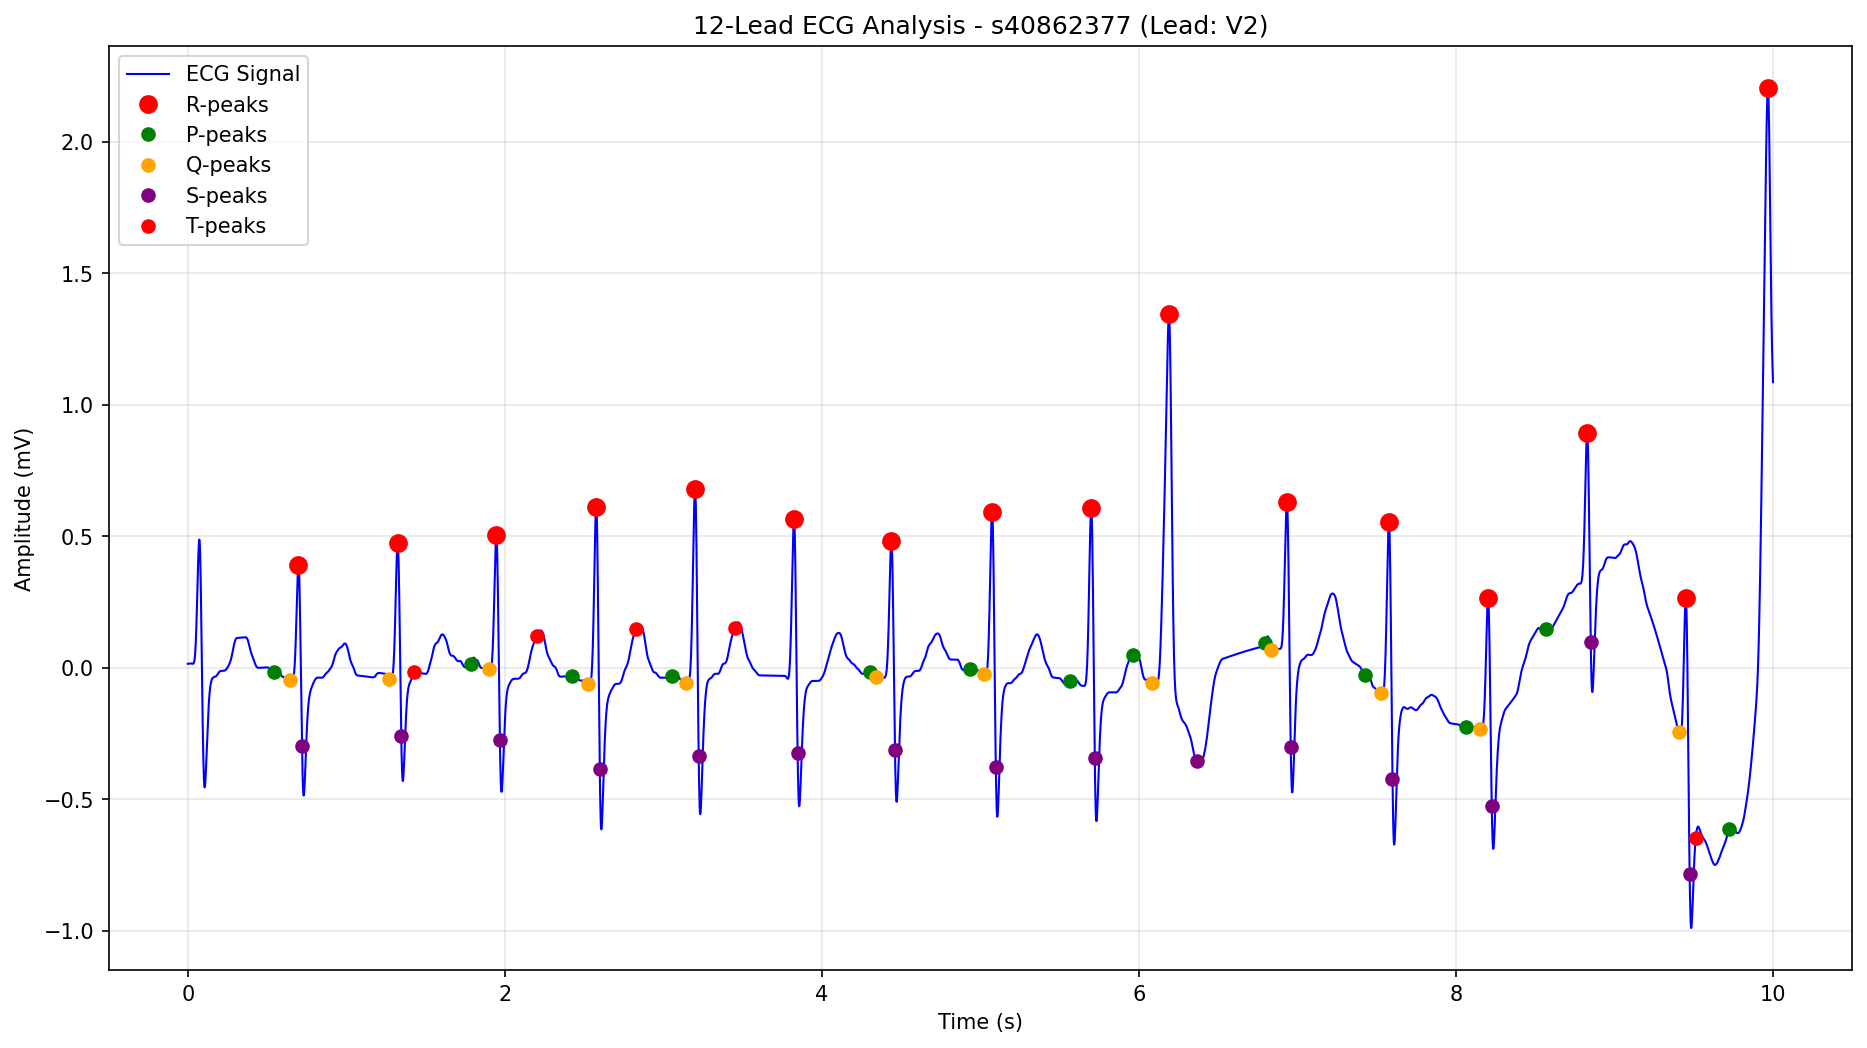 12-Lead ECG Analysis - s40862377 (Lead: V2)
ECG Signal
R-peaks
P-peaks
Q-peaks
S-peaks
T-peaks
Amplitude (mV)
2.0
1.5
1.0
0.5
0.0
−0.5
−1.0
0 2 4 6 8 10
Time (s)